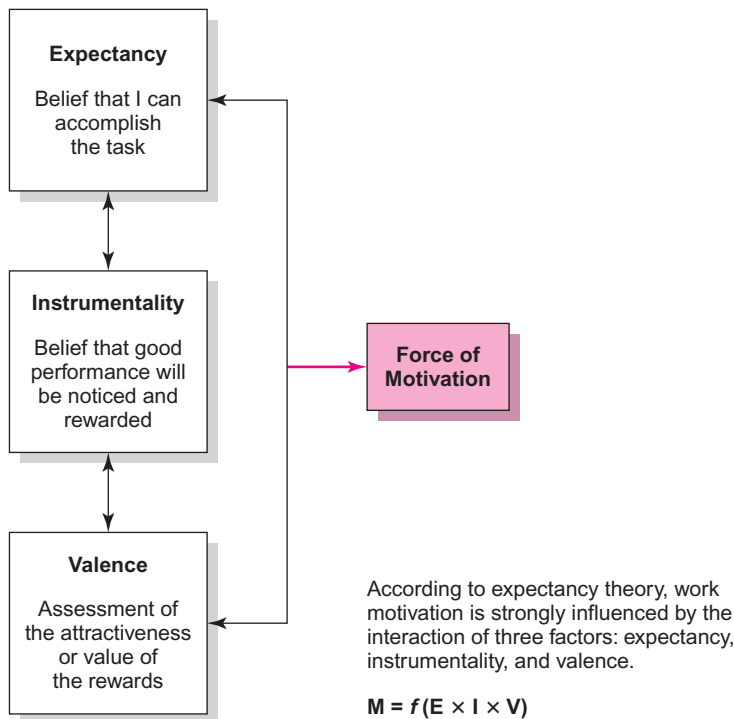 Expectancy
Belief that I can
accomplish
the task
Instrumentality
Belief that good
performance will
be noticed and
rewarded
Valence
Assessment of
the attractiveness
or value of
the rewards
Force of
Motivation
According to expectancy theory, work
motivation is strongly influenced by the
interaction of three factors: expectancy,
instrumentality, and valence.
M = f (E × I × V)